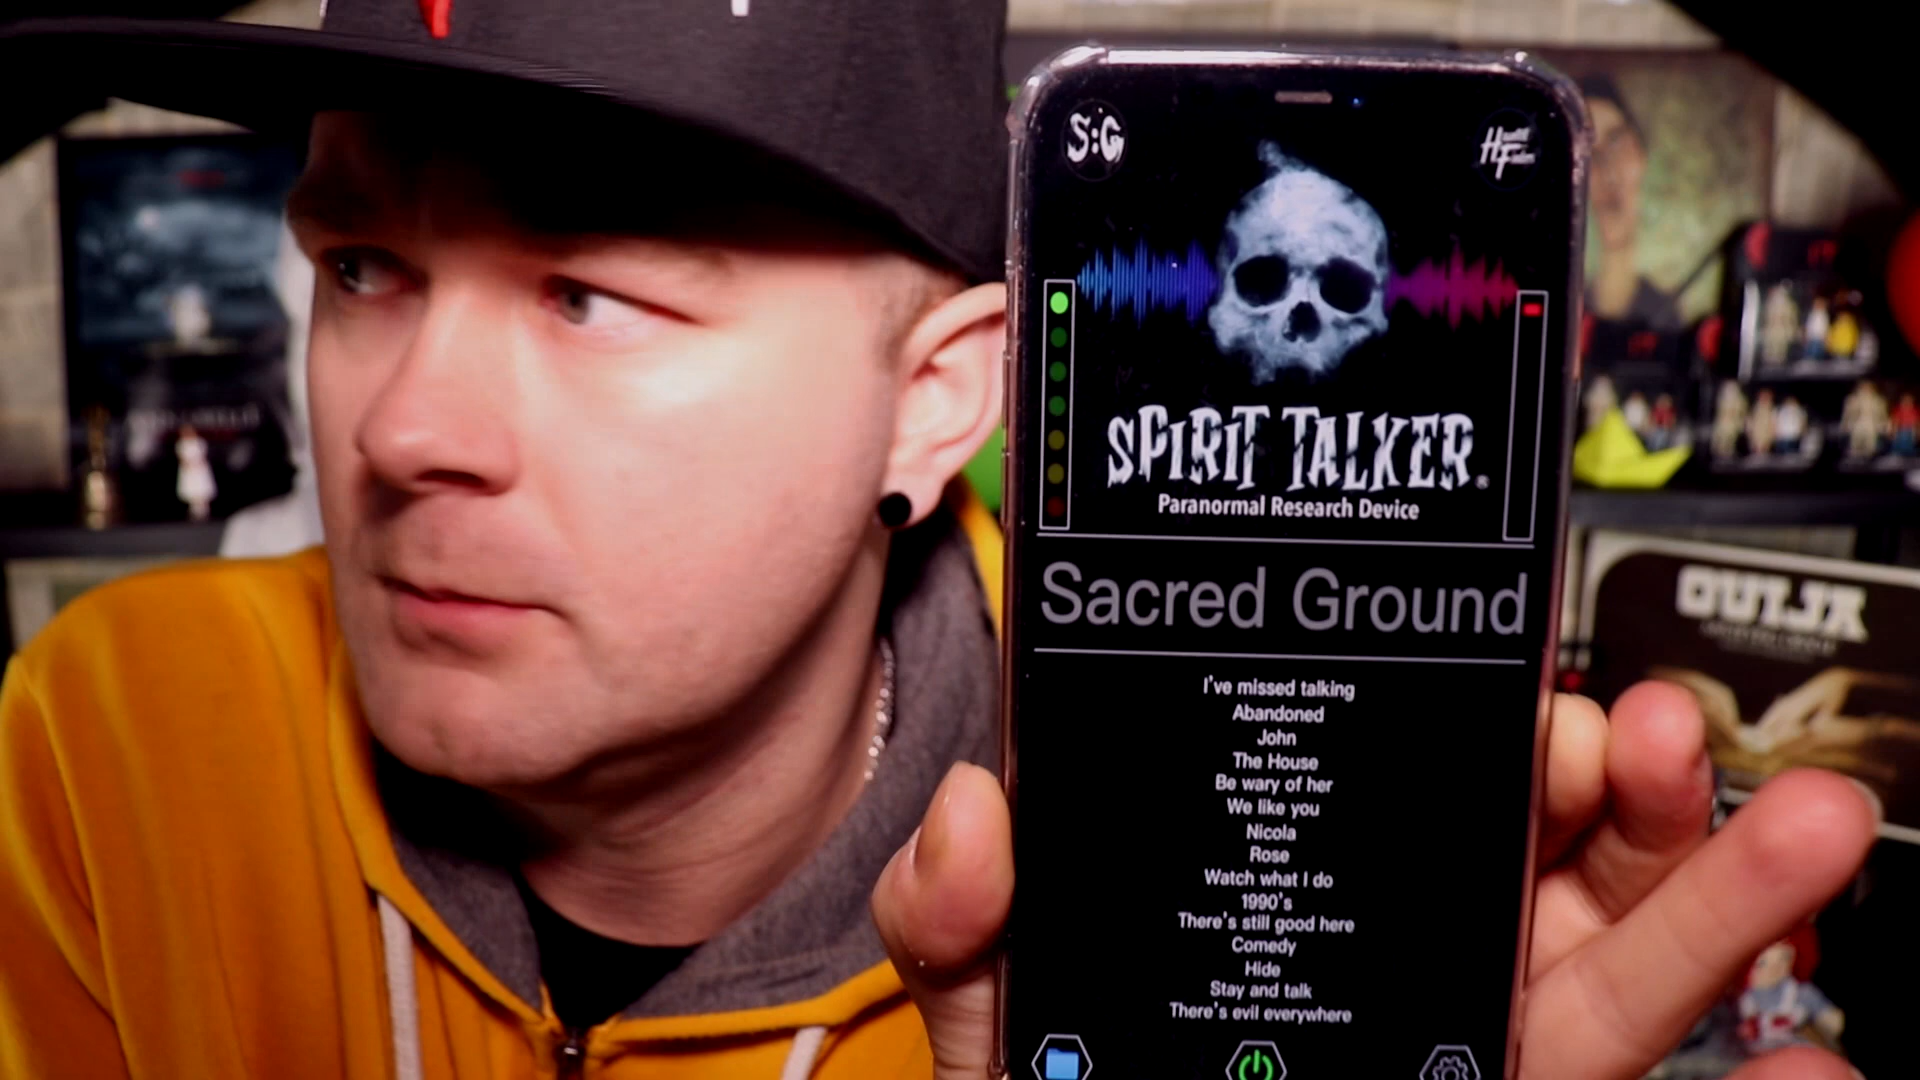 S:G
HF
SPIRIT TALKER®
Paranormal Research Device
Sacred Ground
I've missed talking
Abandoned
John
The House
Be wary of her
We like you
Nicola
Rose
Watch what I do
1990's
There's still good here
Comedy
Hide
Stay and talk
There's evil everywhere
OUIJA